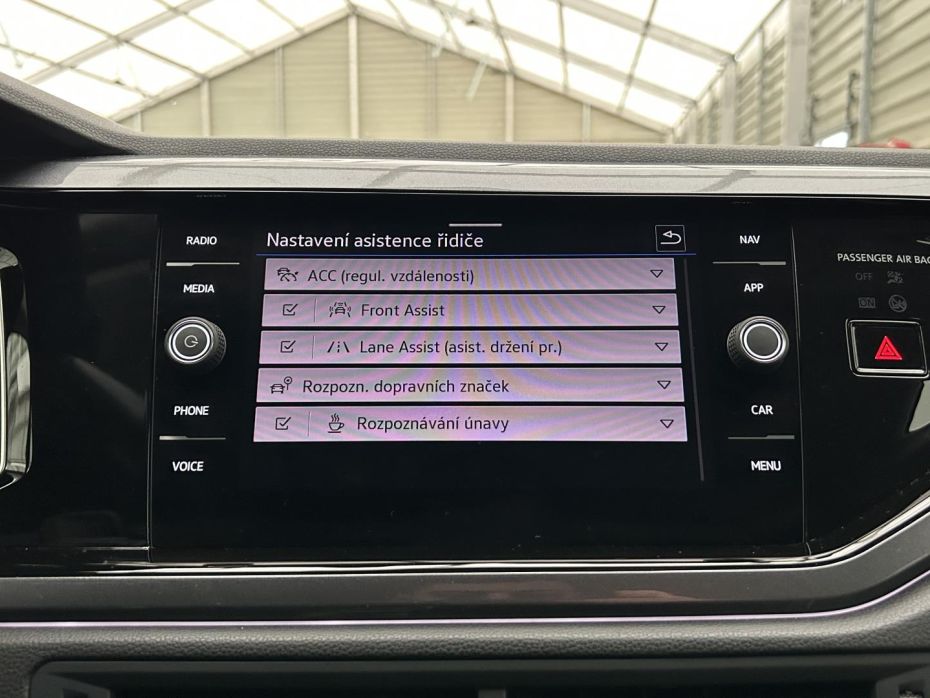 RADIO
MEDIA
PHONE
VOICE
Nastavení asistence řidiče
ACC (regul. vzdálenosti)
Front Assist
Lane Assist (asist. držení pr.)
Rozpozn. dopravních značek
Rozpoznávání únavy
NAV
APP
CAR
MENU
PASSENGER AIR BAG
OFF
ON